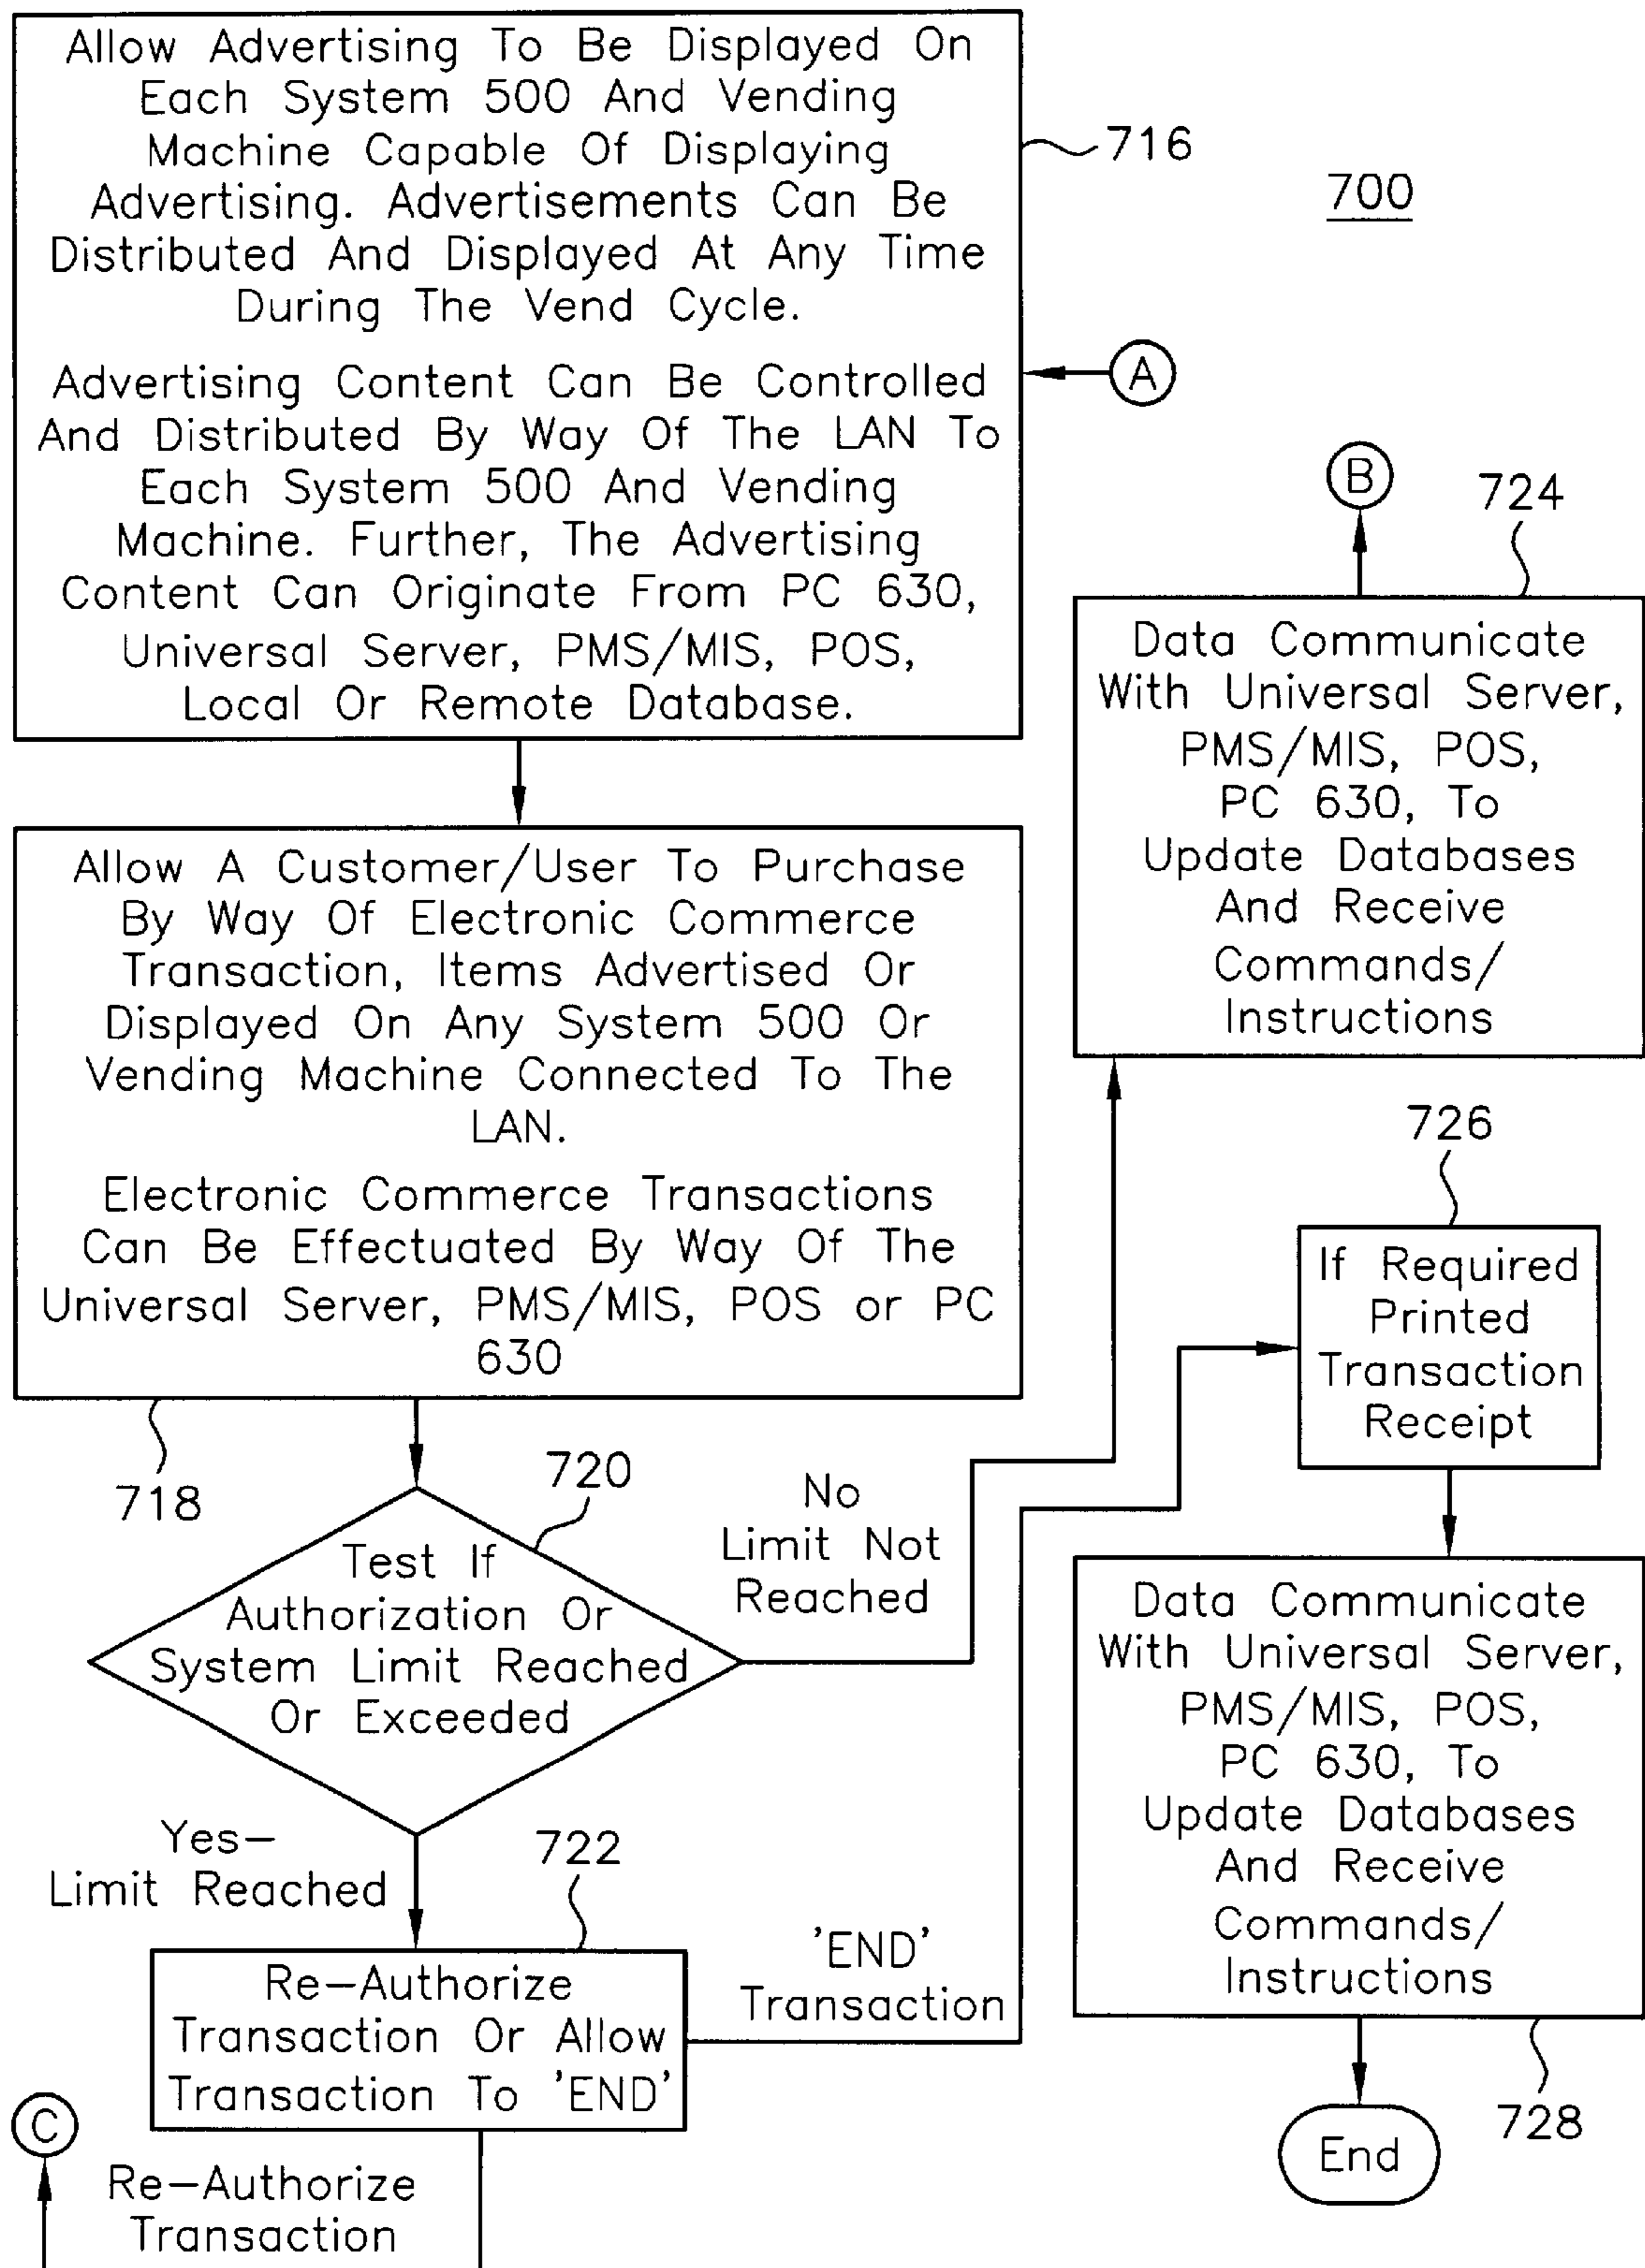 Allow Advertising To Be Displayed On
Each System 500 And Vending
Machine Capable Of Displaying
Advertising. Advertisements Can Be
Distributed And Displayed At Any Time
During The Vend Cycle.
Advertising Content Can Be Controlled
And Distributed By Way Of The LAN To
Each System 500 And Vending
Machine. Further, The Advertising
Content Can Originate From PC 630,
Universal Server, PMS/MIS, POS,
Local Or Remote Database.
716
700
A
Allow A Customer/User To Purchase
By Way Of Electronic Commerce
Transaction, Items Advertised Or
Displayed On Any System 500 Or
Vending Machine Connected To The
LAN.
Electronic Commerce Transactions
Can Be Effectuated By Way Of The
Universal Server, PMS/MIS, POS or PC
630
718
720
Test If
Authorization Or
System Limit Reached
Or Exceeded
No
Limit Not
Reached
Yes-
Limit Reached
722
Re-Authorize
Transaction Or Allow
Transaction To 'END'
'END'
Transaction
C
Re-Authorize
Transaction
B
724
Data Communicate
With Universal Server,
PMS/MIS, POS,
PC 630, To
Update Databases
And Receive
Commands/
Instructions
726
If Required
Printed
Transaction
Receipt
Data Communicate
With Universal Server,
PMS/MIS, POS,
PC 630, To
Update Databases
And Receive
Commands/
Instructions
728
End